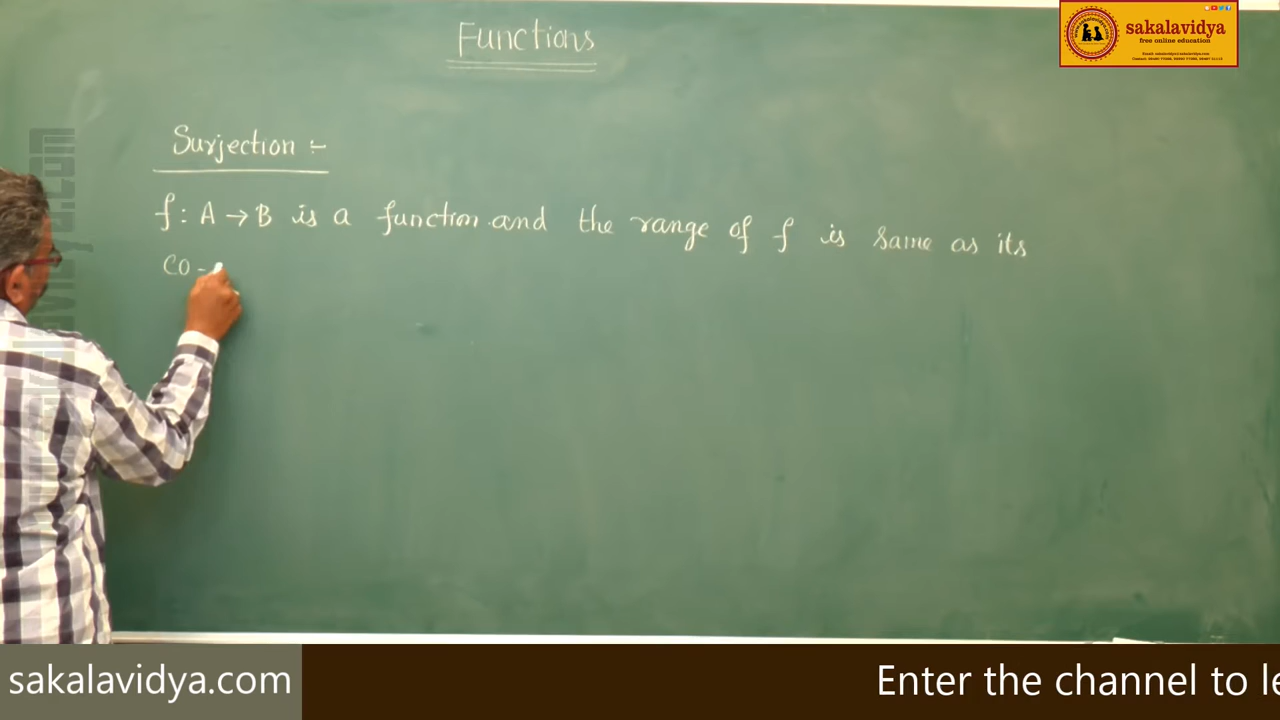 Functions
sakalavidya
free online education
Surjection :-
f : A → B is a function and the range of f is same as its
co -
sakalavidya.com
Enter the channel to le